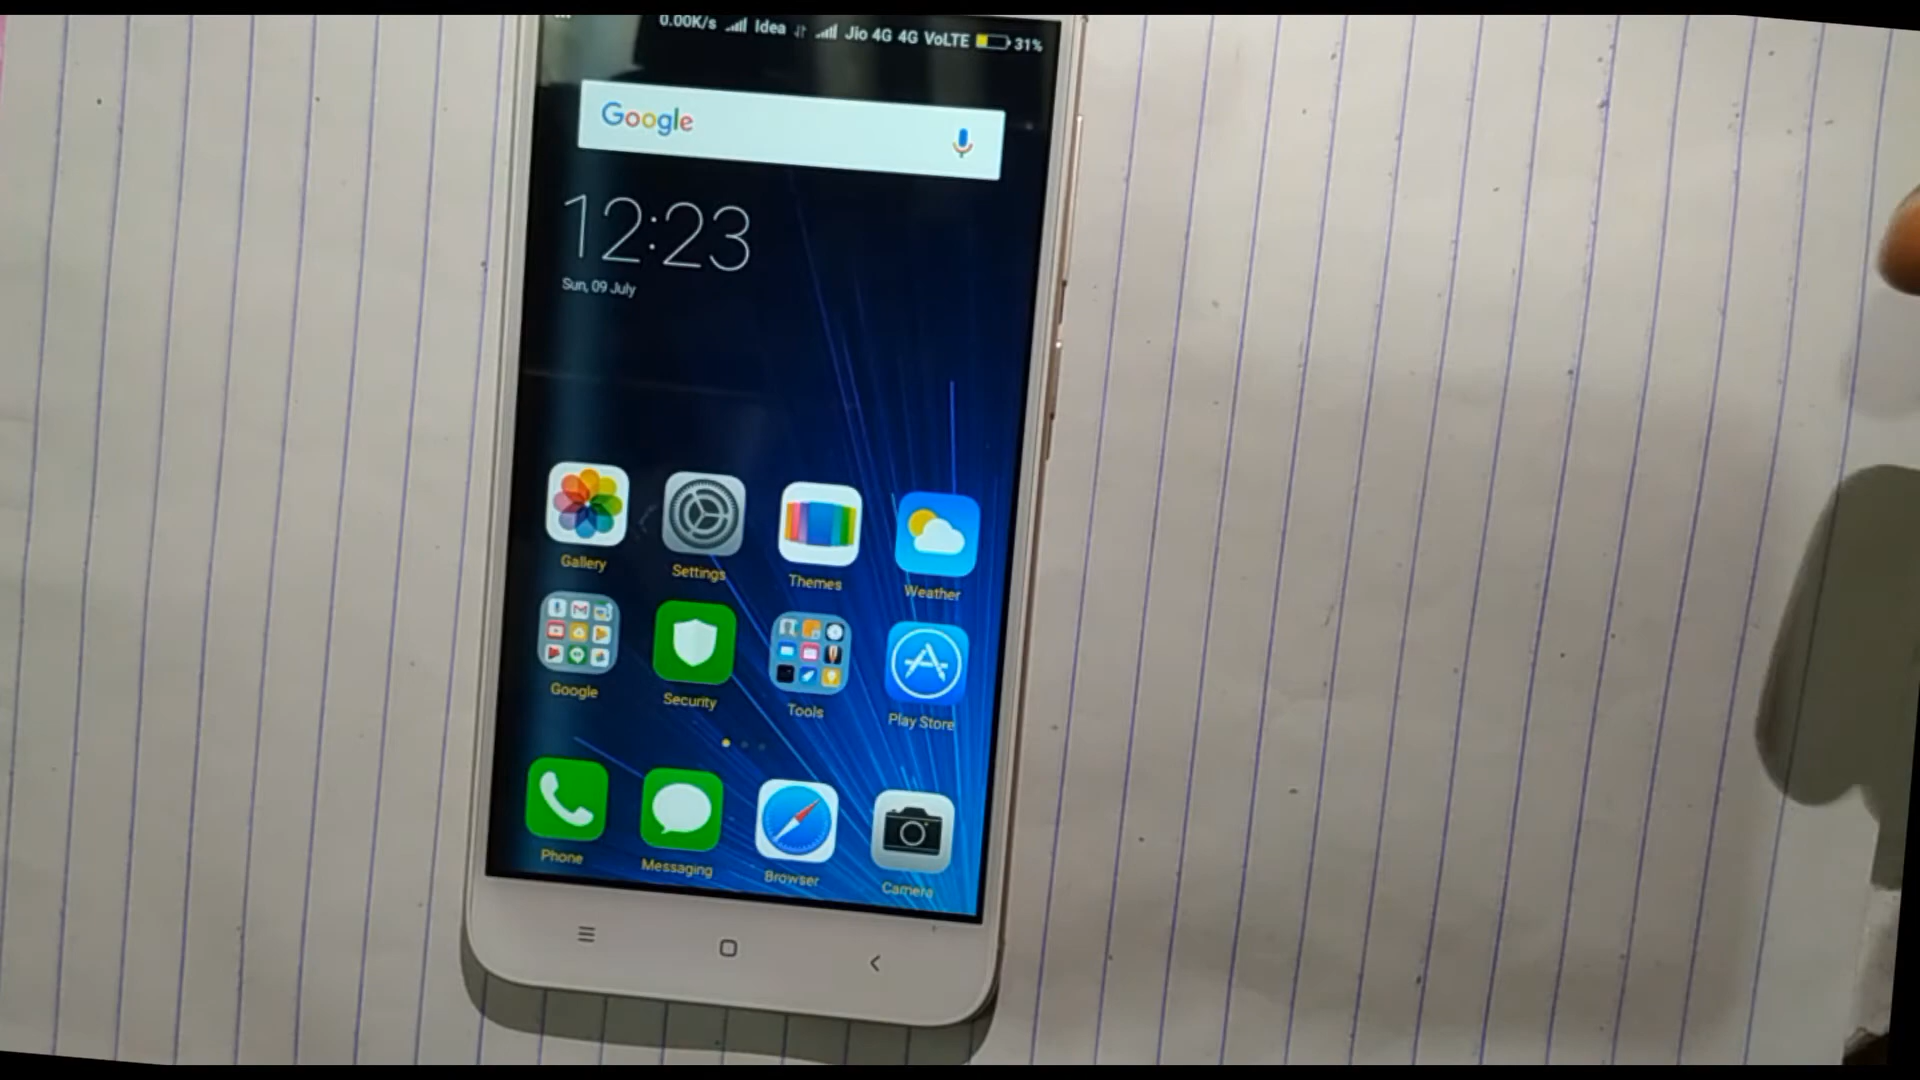 0.00K/s Idea Jio 4G 4G VoLTE 31%
Google
12:23
Sun, 09 July
Gallery Settings Themes Weather
Google Security Tools Play Store
Phone Messaging Browser Camera